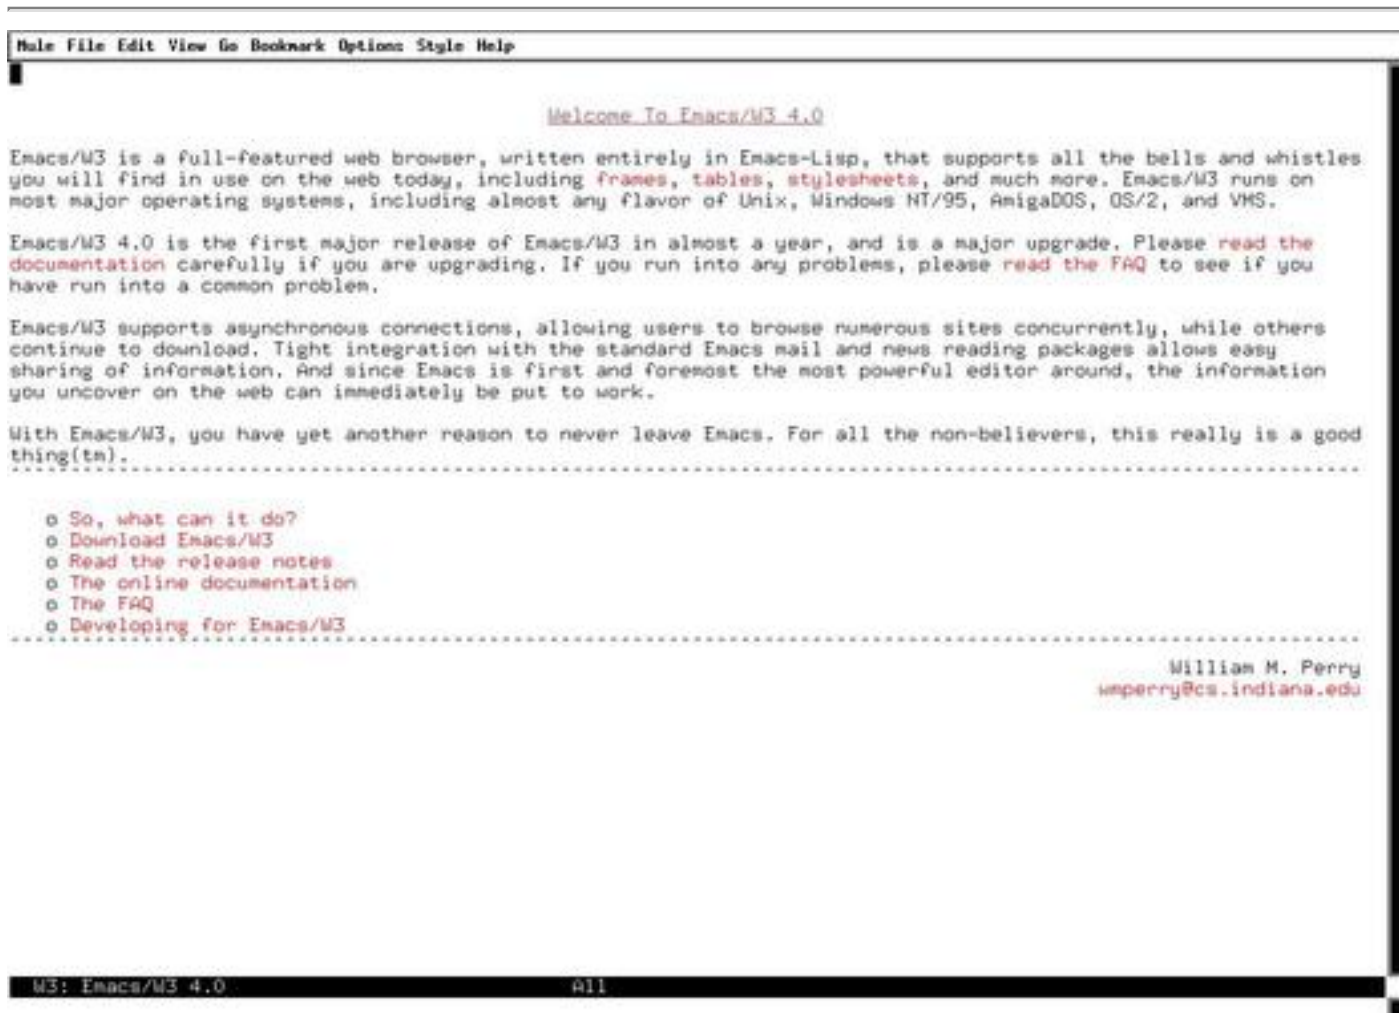 Mule File Edit View Go Bookmark Options Style Help
Welcome To Emacs/W3 4.0
Emacs/W3 is a full-featured web browser, written entirely in Emacs-Lisp, that supports all the bells and whistles
you will find in use on the web today, including frames, tables, stylesheets, and much more. Emacs/W3 runs on
most major operating systems, including almost any flavor of Unix, Windows NT/95, AmigaDOS, OS/2, and VMS.
Emacs/W3 4.0 is the first major release of Emacs/W3 in almost a year, and is a major upgrade. Please read the
documentation carefully if you are upgrading. If you run into any problems, please read the FAQ to see if you
have run into a common problem.
Emacs/W3 supports asynchronous connections, allowing users to browse numerous sites concurrently, while others
continue to download. Tight integration with the standard Emacs mail and news reading packages allows easy
sharing of information. And since Emacs is first and foremost the most powerful editor around, the information
you uncover on the web can immediately be put to work.
With Emacs/W3, you have yet another reason to never leave Emacs. For all the non-believers, this really is a good
thing(tm).
o So, what can it do?
o Download Emacs/W3
o Read the release notes
o The online documentation
o The FAQ
o Developing for Emacs/W3
William M. Perry
wmperry@cs.indiana.edu
W3: Emacs/W3 4.0 All